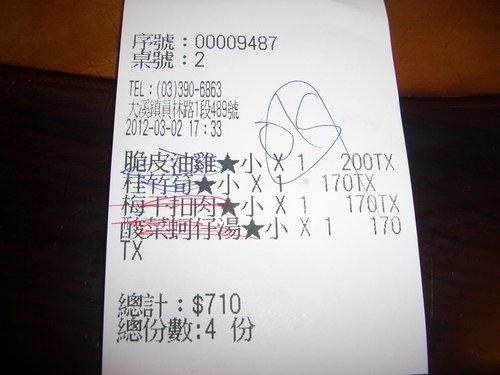 序號：00009487
桌號：2
TEL：(03)390-6863
大溪鎮員林路1段489號
2012-03-02 17：33
脆皮油雞★小 X 1 200TX
桂竹筍★小 X 1 170TX
梅干扣肉★小 X 1 170TX
酸菜蚵仔湯★小 X 1 170
TX
總計：$710
總份數:4 份